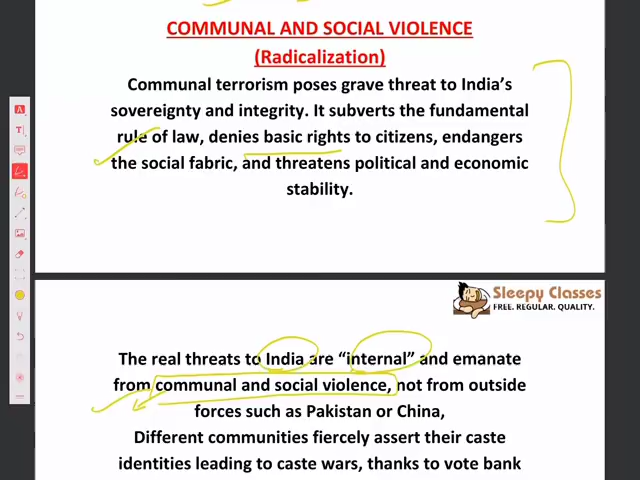 COMMUNAL AND SOCIAL VIOLENCE
(Radicalization)
Communal terrorism poses grave threat to India's
sovereignty and integrity. It subverts the fundamental
rule of law, denies basic rights to citizens, endangers
the social fabric, and threatens political and economic
stability.
Sleepy Classes
FREE. REGULAR. QUALITY.
The real threats to India are "internal" and emanate
from communal and social violence, not from outside
forces such as Pakistan or China,
Different communities fiercely assert their caste
identities leading to caste wars, thanks to vote bank